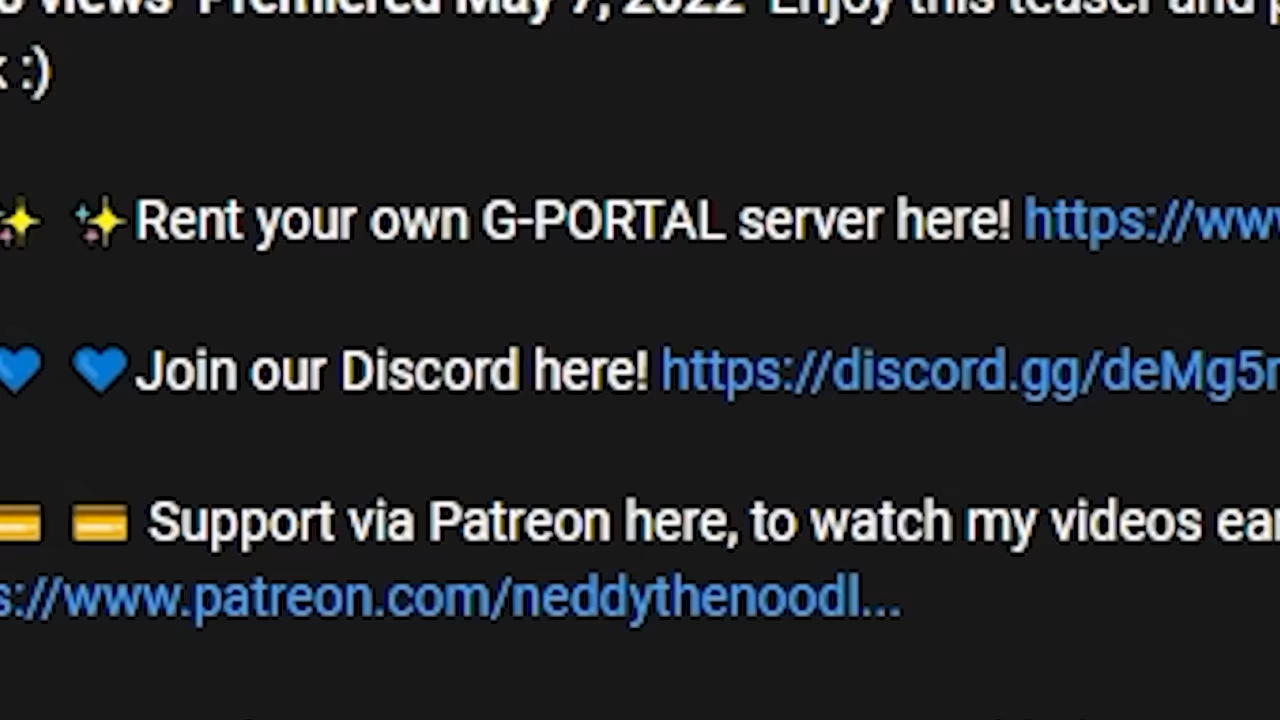 views Premiered May 7, 2022 Enjoy this teaser and
:)
✨ ✨Rent your own G-PORTAL server here! https://ww
💙 💙Join our Discord here! https://discord.gg/deMg5
💳 💳 Support via Patreon here, to watch my videos ear
s://www.patreon.com/neddythenoodl...